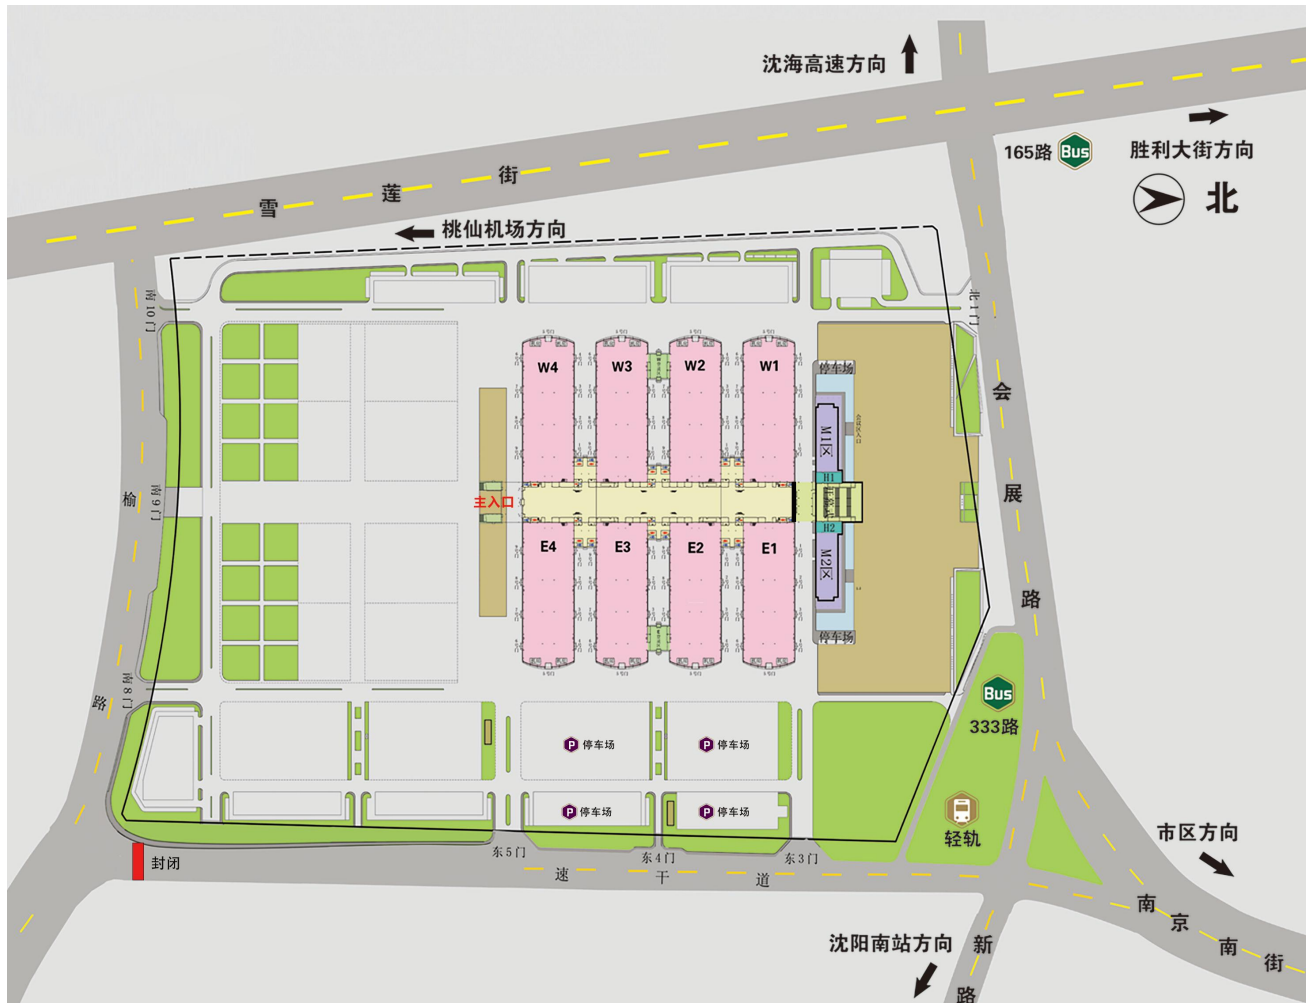 沈海高速方向
165路 Bus
胜利大街方向
北
雪莲街
桃仙机场方向
南10门
北1门
W4
W3
W2
W1
停车场
会展路
M1区
H1
榆路
南9门
主入口
H2
E4
E3
E2
E1
M2区
停车场
南8门
Bus
333路
P 停车场
P 停车场
P 停车场
P 停车场
轻轨
市区方向
东5门
东4门
东3门
封闭
速干道
南京南街
沈阳南站方向
新路